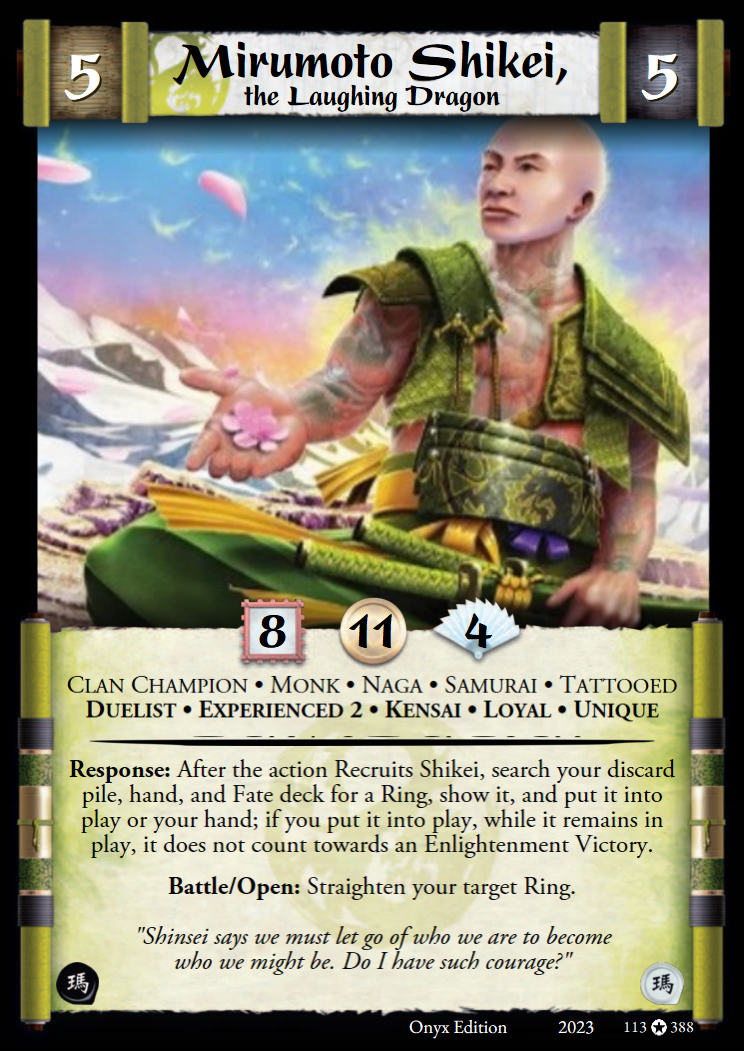 5
Mirumoto Shikei,
the Laughing Dragon
5
8
11
4
CLAN CHAMPION • MONK • NAGA • SAMURAI • TATTOOED
DUELIST • EXPERIENCED 2 • KENSAI • LOYAL • UNIQUE
Response: After the action Recruits Shikei, search your discard
pile, hand, and Fate deck for a Ring, show it, and put it into
play or your hand; if you put it into play, while it remains in
play, it does not count towards an Enlightenment Victory.
Battle/Open: Straighten your target Ring.
"Shinsei says we must let go of who we are to become
who we might be. Do I have such courage?"
瑪
瑪
Onyx Edition 2023 113 ✪ 388